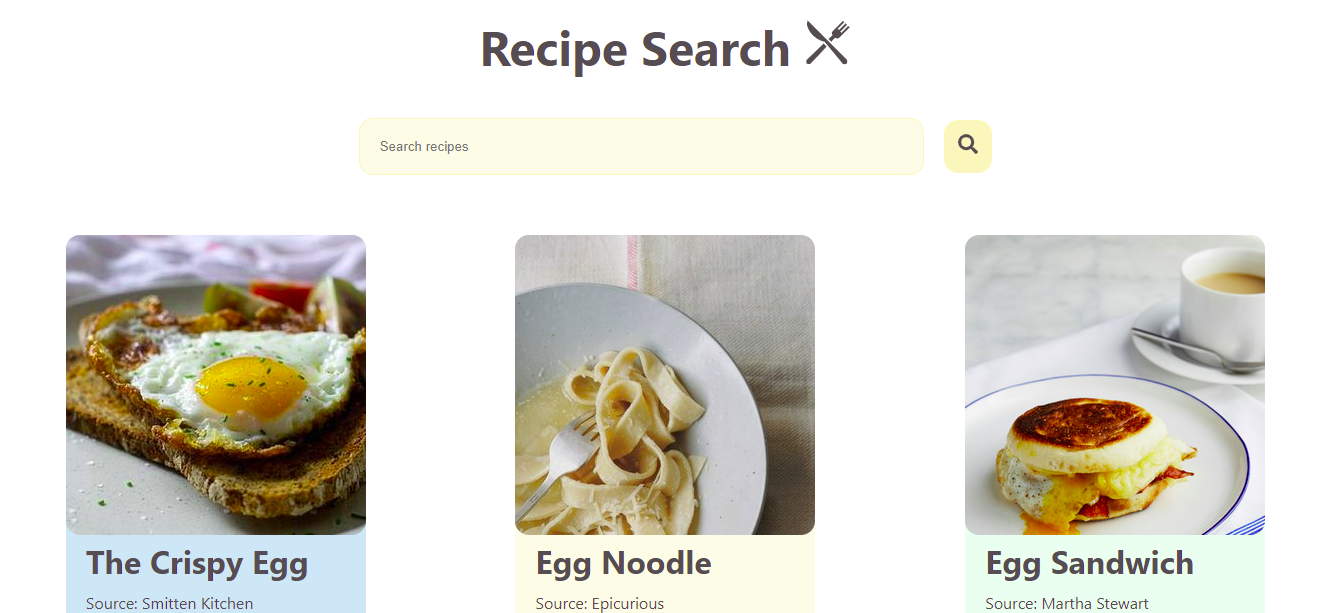 Recipe Search
Search recipes
The Crispy Egg
Source: Smitten Kitchen
Egg Noodle
Source: Epicurious
Egg Sandwich
Source: Martha Stewart